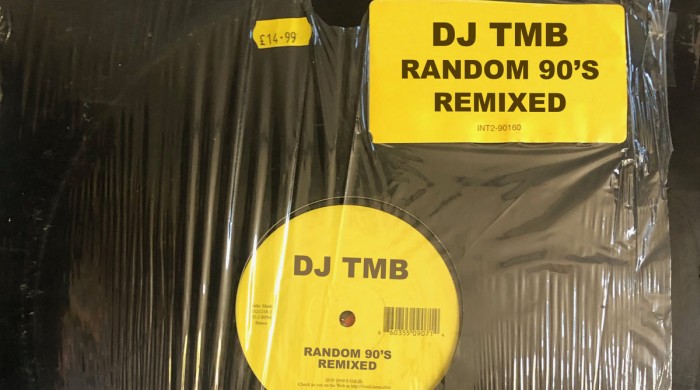 £14-99
DJ TMB
RANDOM 90'S
REMIXED
INT2-90160
DJ TMB
RANDOM 90'S
REMIXED